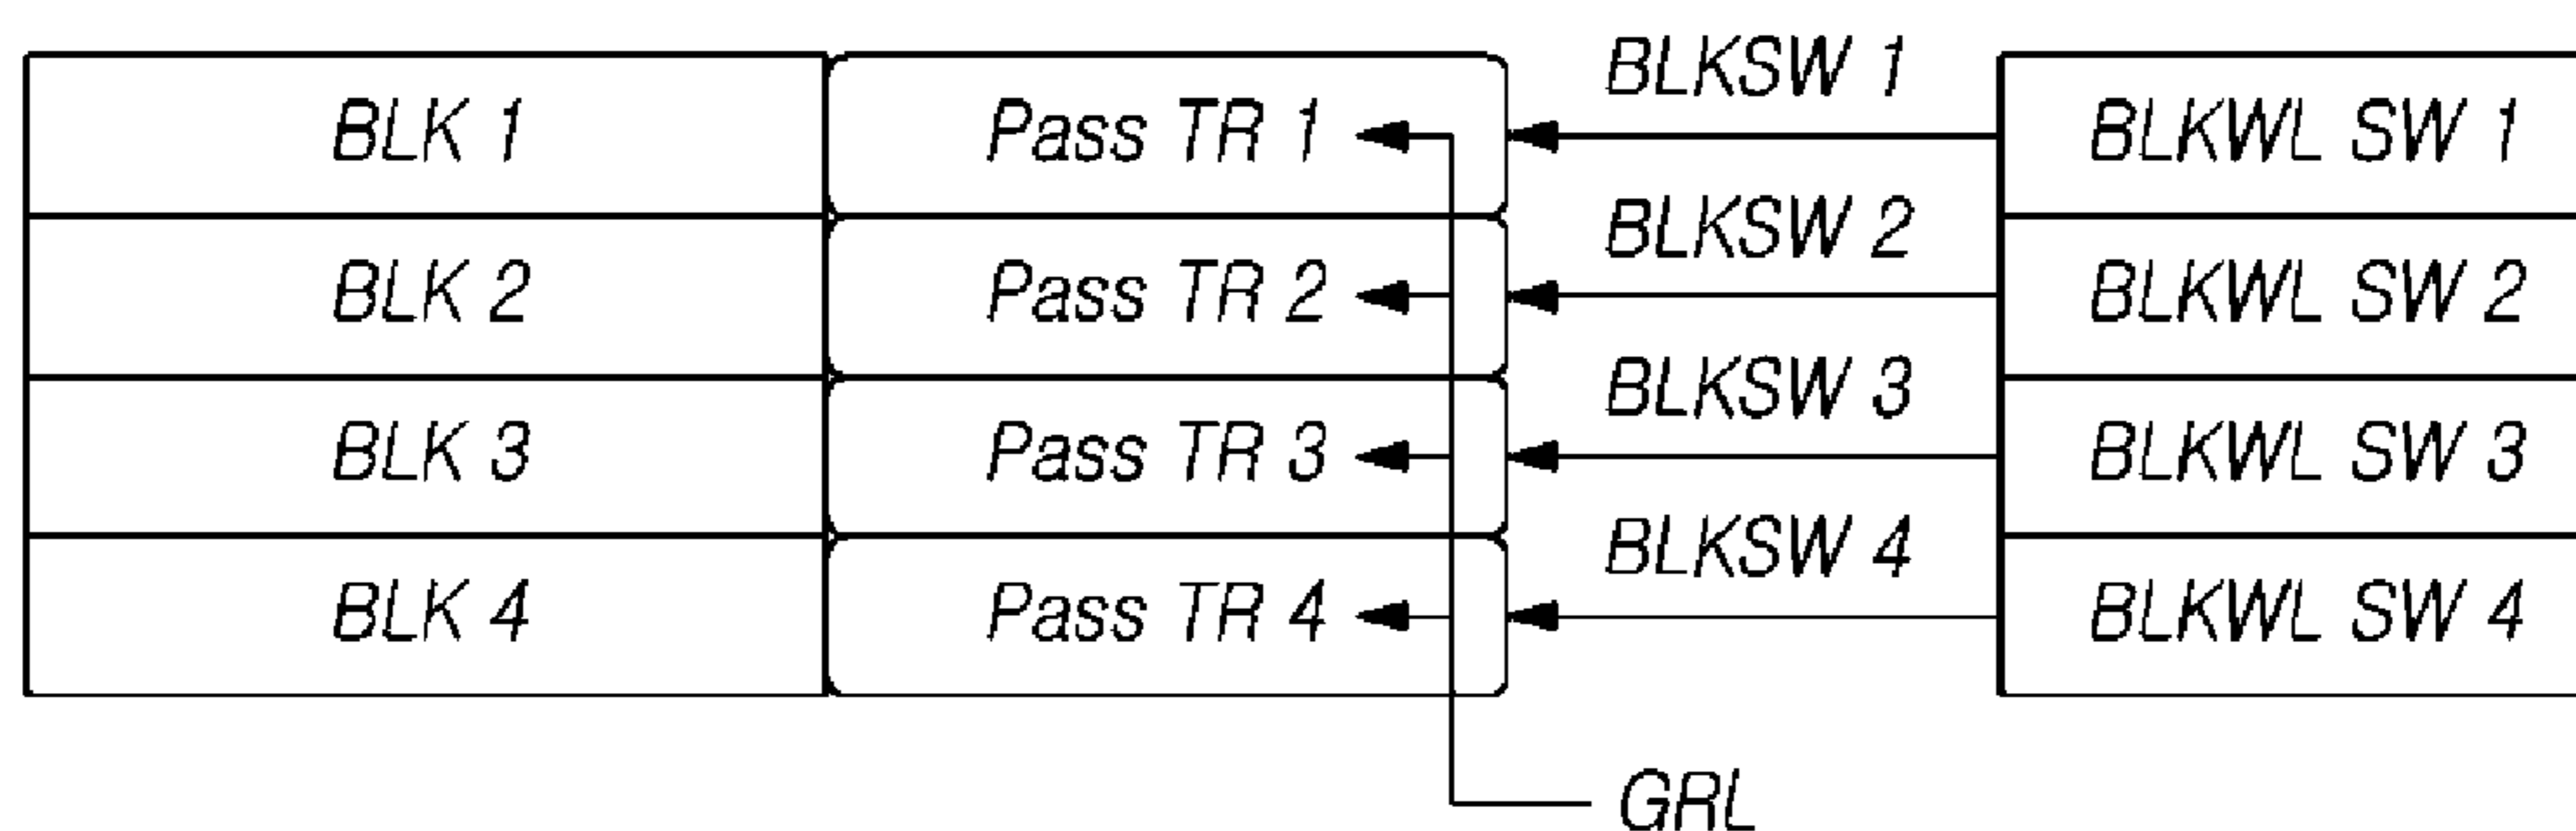 BLK 1 Pass TR 1 BLKSW 1 BLKWL SW 1
BLK 2 Pass TR 2 BLKSW 2 BLKWL SW 2
BLK 3 Pass TR 3 BLKSW 3 BLKWL SW 3
BLK 4 Pass TR 4 BLKSW 4 BLKWL SW 4
GRL